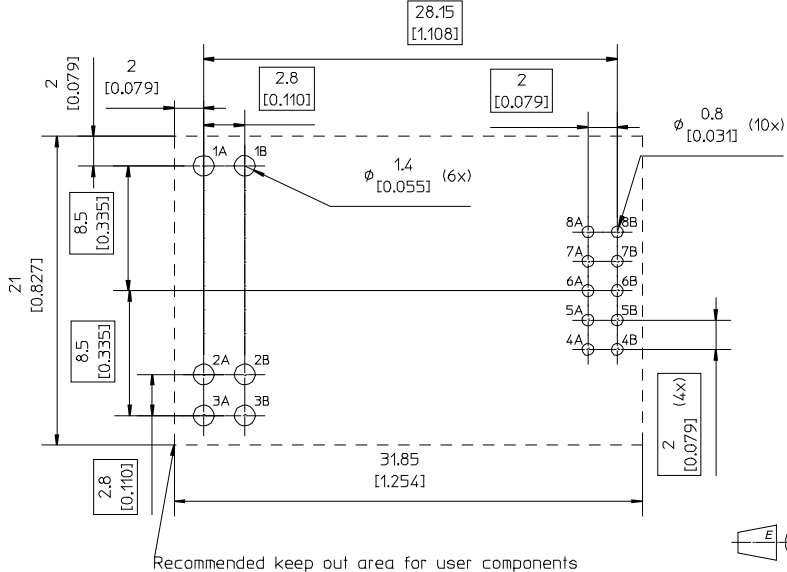 28.15
[1.108]
2
[0.079]
2
[0.079]
2.8
[0.110]
2
[0.079]
ϕ 0.8 (10x)
[0.031]
1A
1B
ϕ 1.4 (6x)
[0.055]
8.5
[0.335]
8A
8B
7A
7B
21
[0.827]
6A
6B
5A
5B
8.5
[0.335]
4A
4B
2A
2B
3A
3B
2 (4x)
[0.079]
31.85
[1.254]
2.8
[0.110]
E
Recommended keep out area for user components